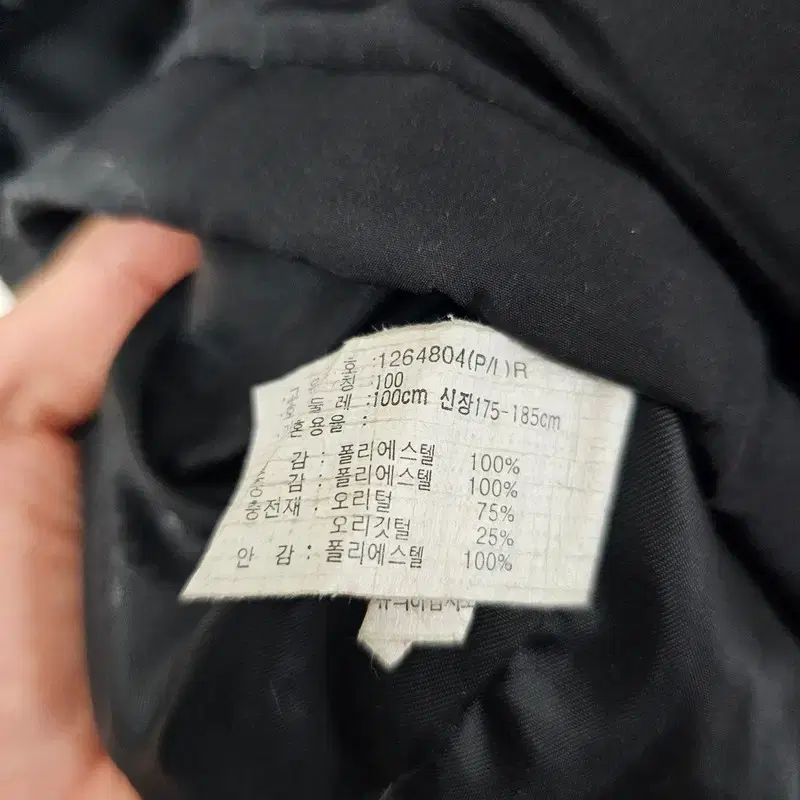 :1264804(P/L)R
:100
레 :100cm 신장175-185cm
혼용율 :
감 : 폴리에스텔 100%
감 : 폴리에스텔 100%
충전재 : 오리털 75%
오리깃털 25%
안 감 : 폴리에스텔 100%